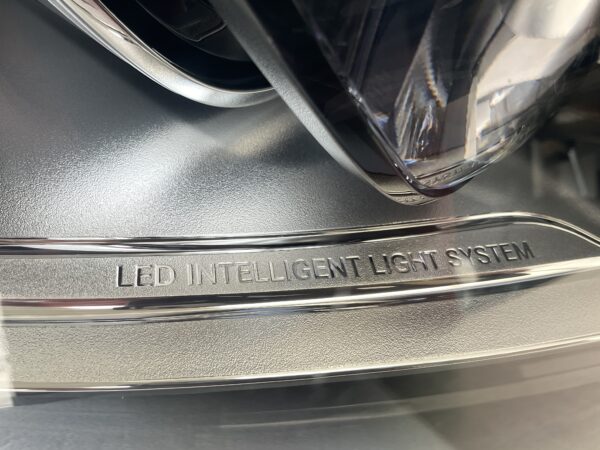 LED INTELLIGENT LIGHT SYSTEM